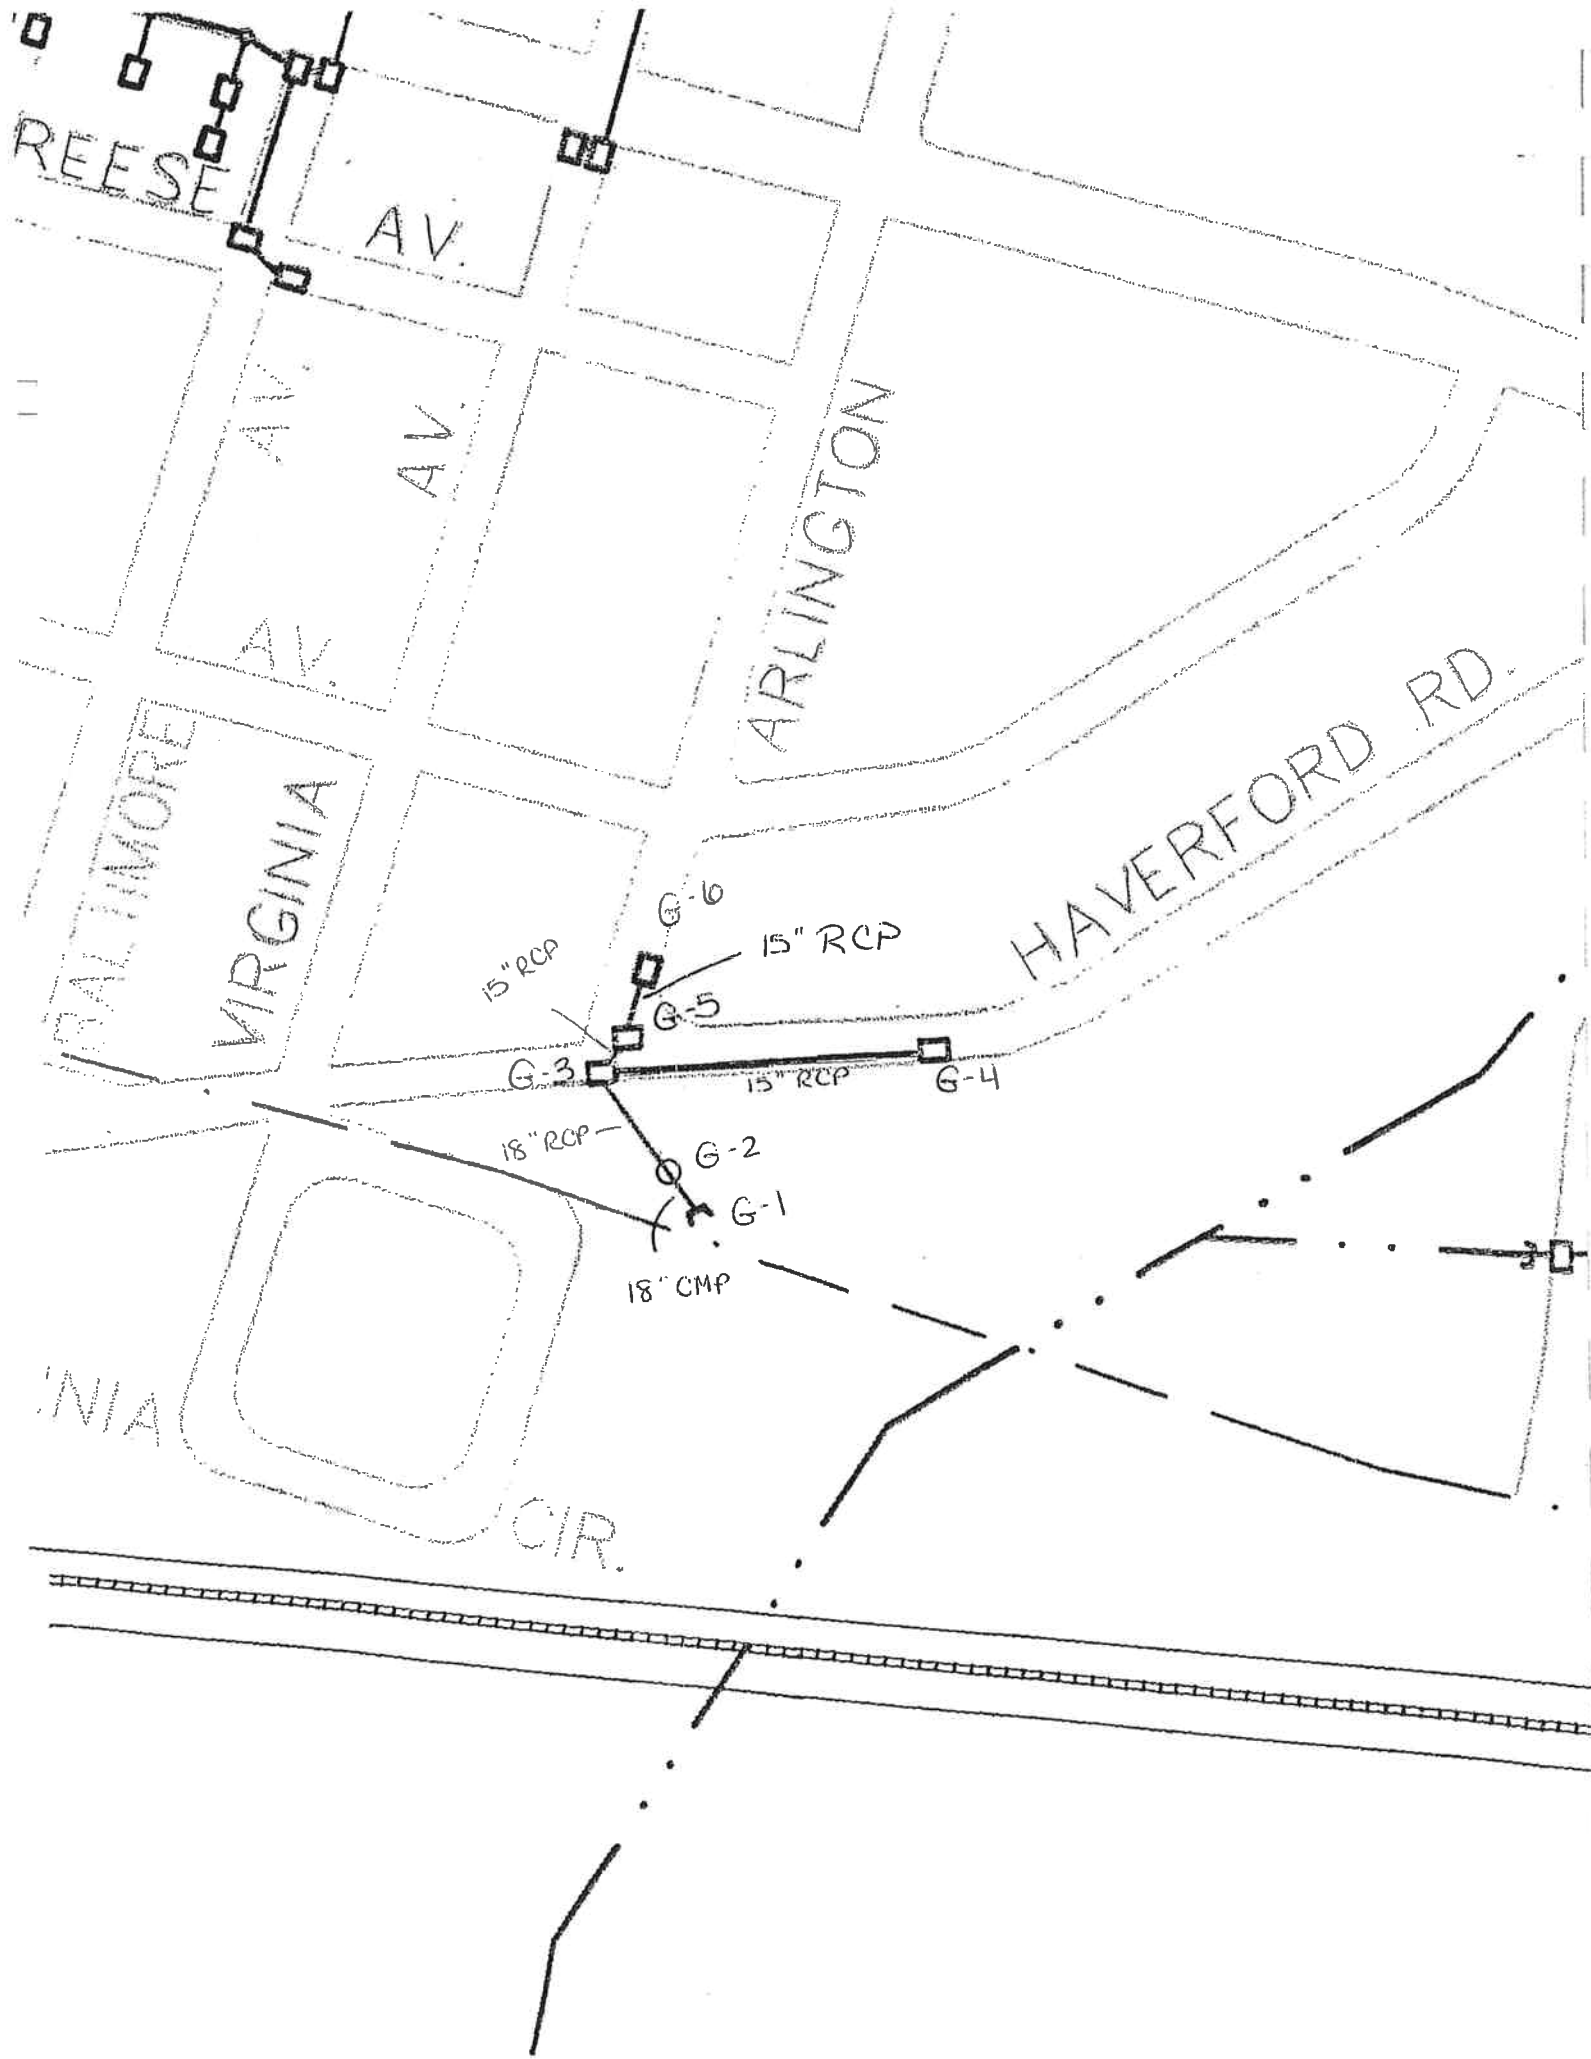 REESE
AV.
AV.
AV.
ARLINGTON
AV.
BALTIMORE
VIRGINIA
HAVERFORD RD.
G-6
15" RCP
15" RCP
G-5
G-3
15" RCP
G-4
18" RCP
G-2
G-1
18" CMP
'NIA
CIR.